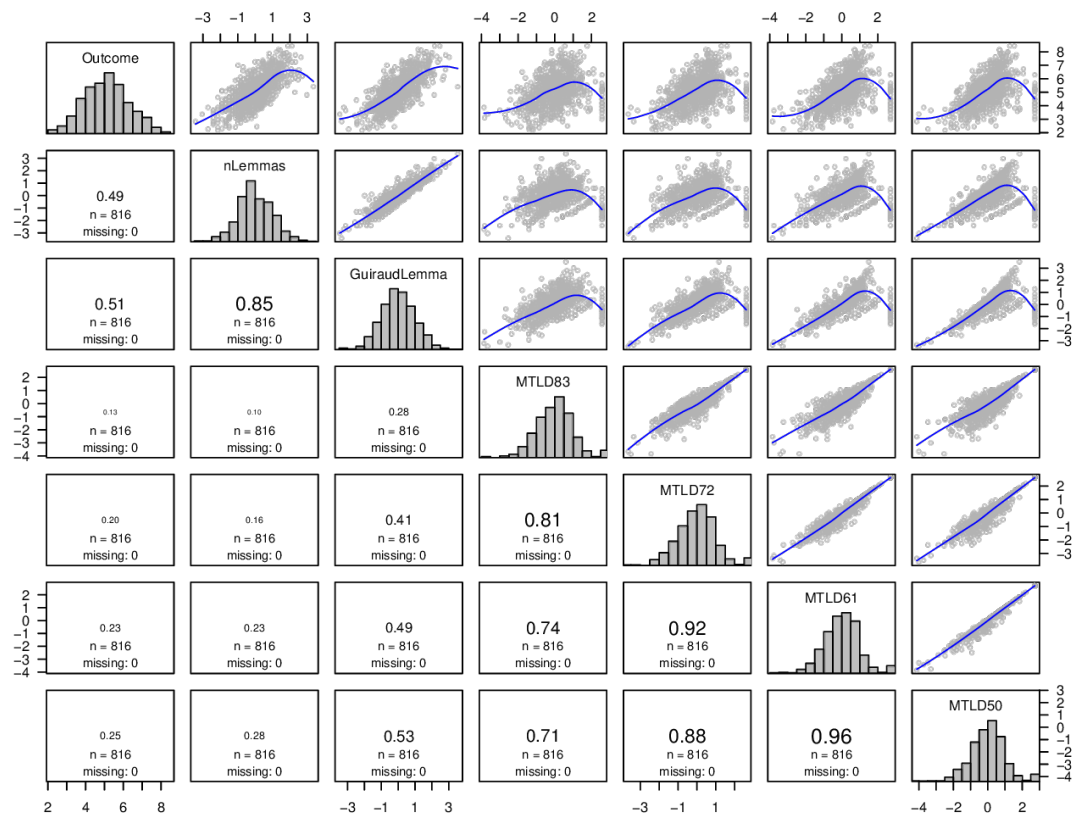 −3 −1 1 3 −4 −2 0 2 −4 −2 0 2
Outcome
2 3 4 5 6 7 8
3 2 1 0 −1 −2 −3
0.49
n = 816
missing: 0
nLemmas
0.51
n = 816
missing: 0
0.85
n = 816
missing: 0
GuiraudLemma
3 2 1 0 −1 −2 −3
2 1 0 −1 −2 −3 −4
0.13
n = 816
missing: 0
0.10
n = 816
missing: 0
0.28
n = 816
missing: 0
MTLD83
0.20
n = 816
missing: 0
0.16
n = 816
missing: 0
0.41
n = 816
missing: 0
0.81
n = 816
missing: 0
MTLD72
2 1 0 −1 −2 −3
2 1 0 −1 −2 −3 −4
0.23
n = 816
missing: 0
0.23
n = 816
missing: 0
0.49
n = 816
missing: 0
0.74
n = 816
missing: 0
0.92
n = 816
missing: 0
MTLD61
0.25
n = 816
missing: 0
0.28
n = 816
missing: 0
0.53
n = 816
missing: 0
0.71
n = 816
missing: 0
0.88
n = 816
missing: 0
0.96
n = 816
missing: 0
MTLD50
3 2 1 0 −1 −2 −3 −4
2 4 6 8 −3 −1 1 3 −3 −1 1 −4 −2 0 2